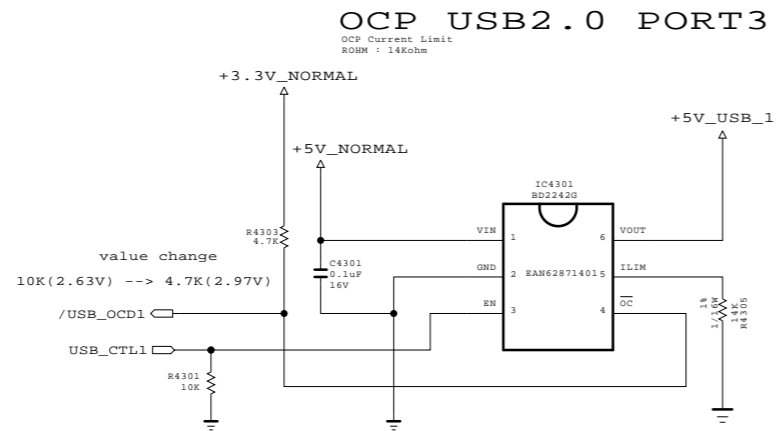 OCP USB2.0 PORT3
OCP Current Limit
ROHM : 14Kohm
+3.3V_NORMAL
+5V_USB_1
+5V_NORMAL
IC4301
BD2242G
R4303
4.7K
VIN
1
6
VOUT
value change
C4301
0.1uF
16V
GND
2
EAN62871401
5
ILIM
10K(2.63V) --> 4.7K(2.97V)
1%
1/16W
14K
R4305
/USB_OCD1
EN
3
4
OC
USB_CTL1
R4301
10K